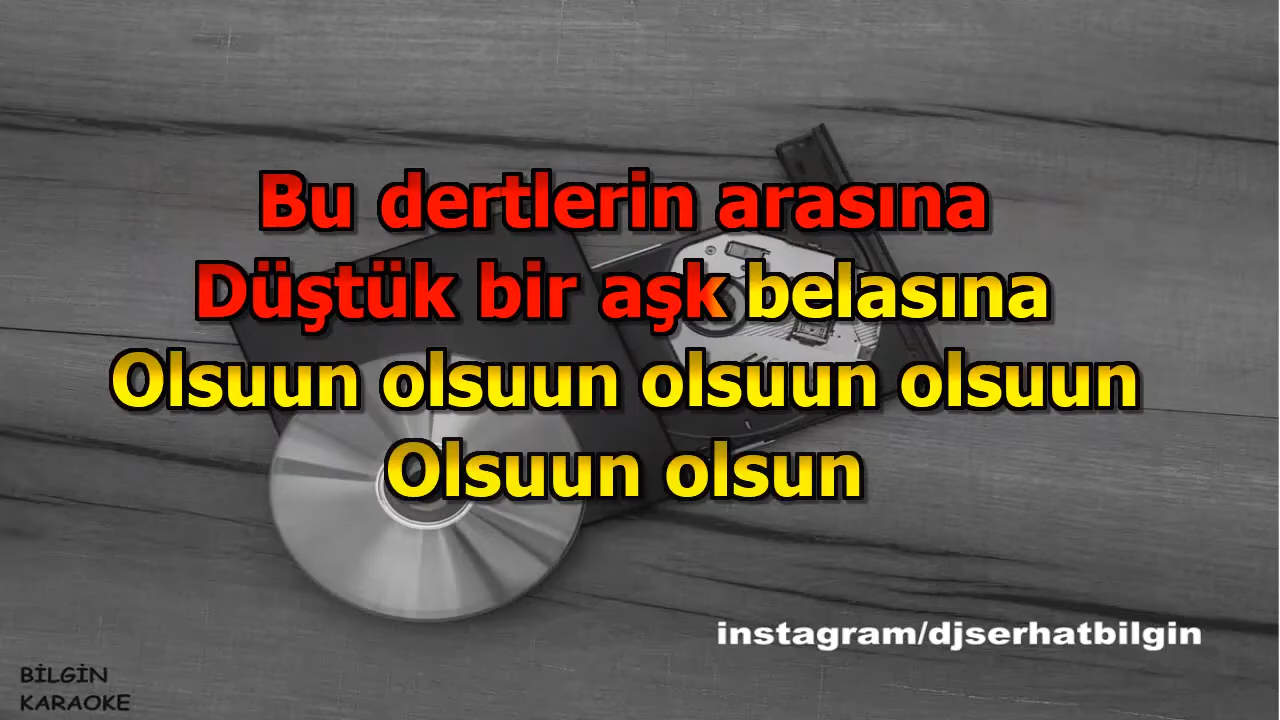 Bu dertlerin arasına
Düştük bir aşk belasına
Olsuun olsuun olsuun olsuun
Olsuun olsun
instagram/djserhatbilgin
BİLGİN
KARAOKE